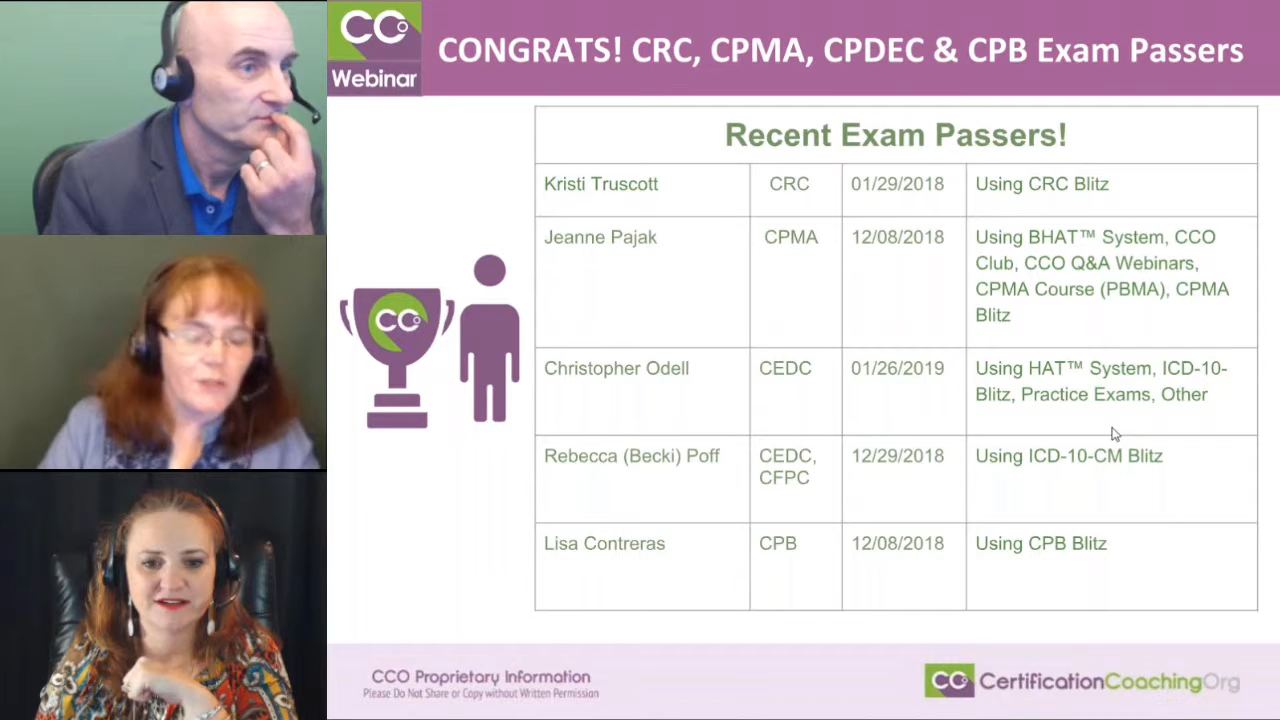 CCO
Webinar
CONGRATS! CRC, CPMA, CPDEC & CPB Exam Passers
Recent Exam Passers!
Kristi Truscott CRC 01/29/2018 Using CRC Blitz
Jeanne Pajak CPMA 12/08/2018 Using BHAT™ System, CCO
Club, CCO Q&A Webinars,
CPMA Course (PBMA), CPMA
Blitz
Christopher Odell CEDC 01/26/2019 Using HAT™ System, ICD-10-
Blitz, Practice Exams, Other
Rebecca (Becki) Poff CEDC, 12/29/2018 Using ICD-10-CM Blitz
CFPC
Lisa Contreras CPB 12/08/2018 Using CPB Blitz
CCO
CCO Proprietary Information
Please Do Not Share or Copy without Written Permission
CCO CertificationCoachingOrg